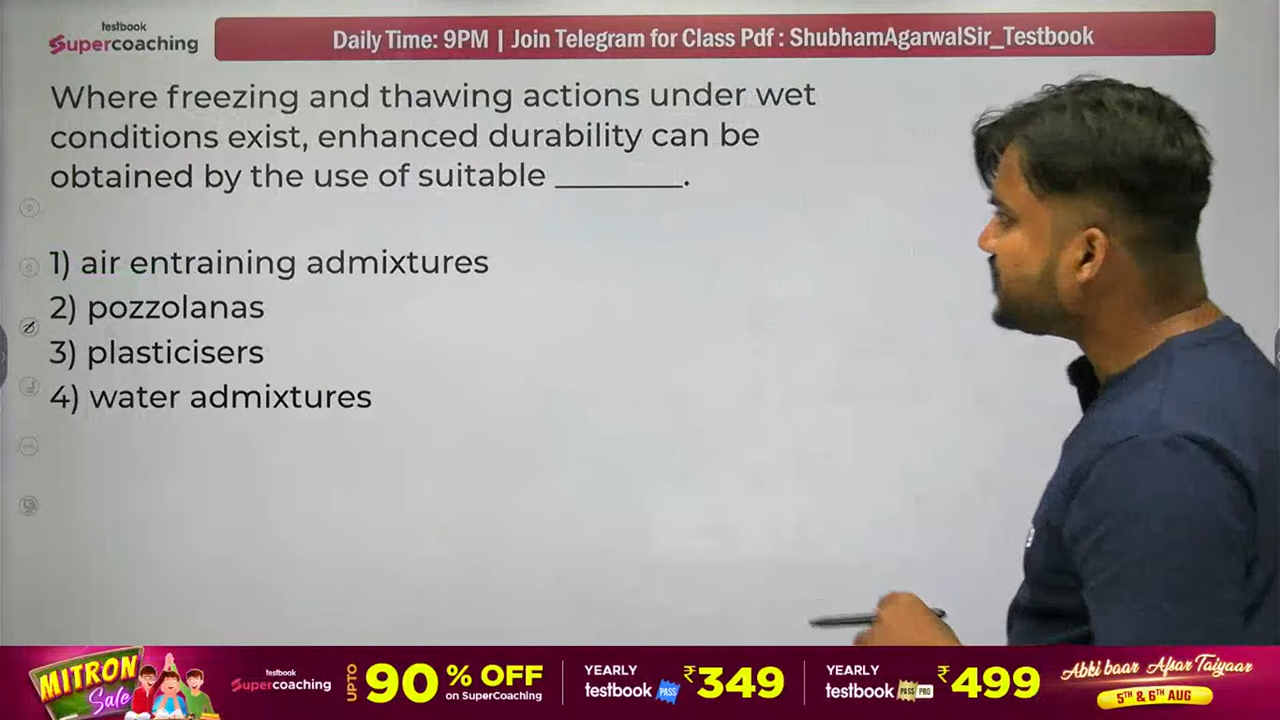 testbook
Supercoaching
Daily Time: 9PM | Join Telegram for Class Pdf : ShubhamAgarwalSir_Testbook
Where freezing and thawing actions under wet
conditions exist, enhanced durability can be
obtained by the use of suitable ________.
1) air entraining admixtures
2) pozzolanas
3) plasticisers
4) water admixtures
MITRON
Sale
testbook
Supercoaching
UPTO
90 % OFF
on SuperCoaching
YEARLY
testbook PASS
₹349
YEARLY
testbook PASS PRO
₹499
Abki baar Afsar Taiyaar
5TH & 6TH AUG